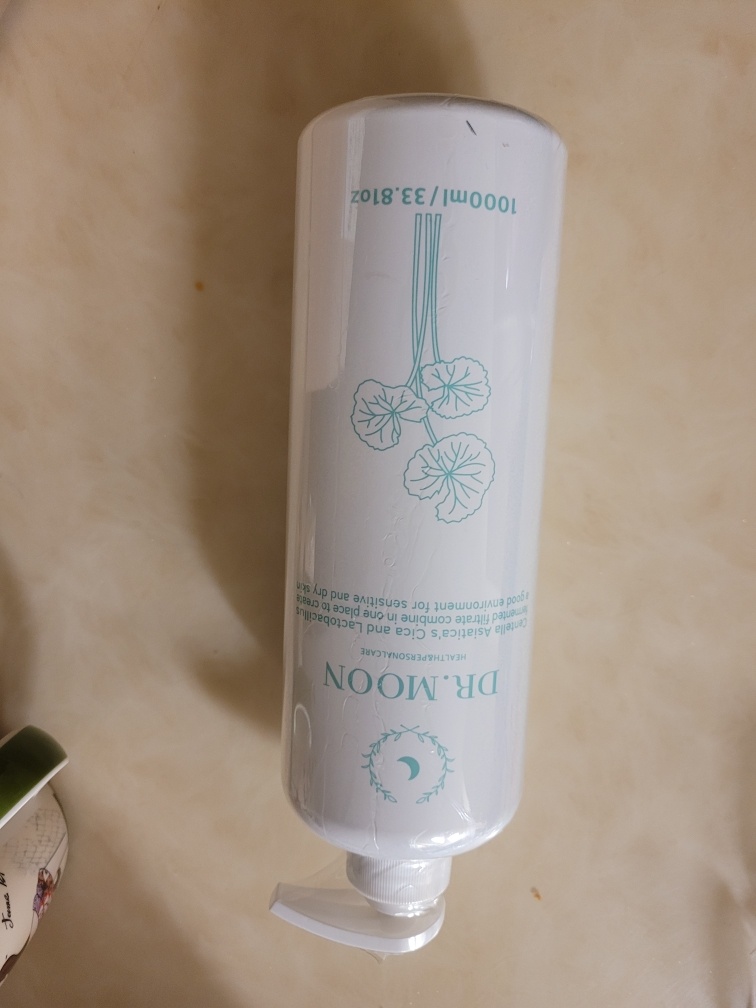 DR.MOON
HEALTH&PERSONALCARE
Centella Asiatica's Cica and Lactobacillus
fermented filtrate combine in one place to create
a good environment for sensitive and dry skin
1000ml / 33.81oz